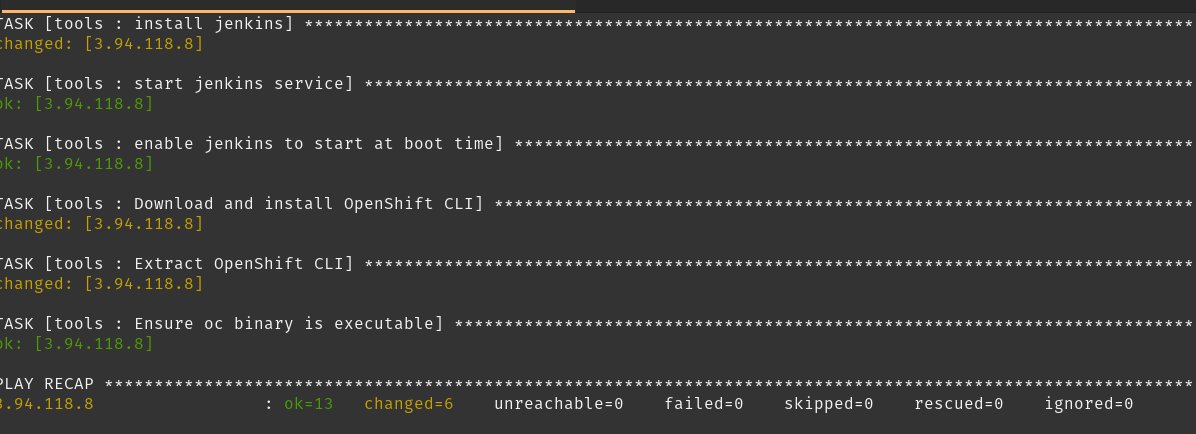 TASK [tools : install jenkins] *****************************************************************************************
changed: [3.94.118.8]
TASK [tools : start jenkins service] ***********************************************************************************
ok: [3.94.118.8]
TASK [tools : enable jenkins to start at boot time] ********************************************************************
ok: [3.94.118.8]
TASK [tools : Download and install OpenShift CLI] **********************************************************************
changed: [3.94.118.8]
TASK [tools : Extract OpenShift CLI] ***********************************************************************************
changed: [3.94.118.8]
TASK [tools : Ensure oc binary is executable] **************************************************************************
ok: [3.94.118.8]
PLAY RECAP *************************************************************************************************************
3.94.118.8                 : ok=13   changed=6    unreachable=0    failed=0    skipped=0    rescued=0    ignored=0